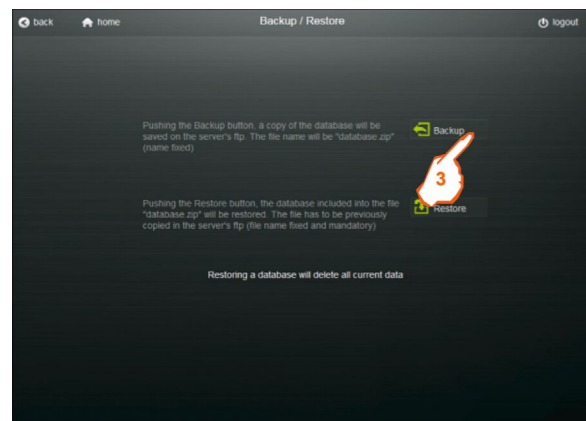 back home Backup / Restore logout
Pushing the Backup button, a copy of the database will be
saved on the server's ftp. The file name will be "database.zip"
(name fixed)
Backup
3
Pushing the Restore button, the database included into the file
"database.zip" will be restored. The file has to be previously
copied in the server's ftp (file name fixed and mandatory)
Restore
Restoring a database will delete all current data